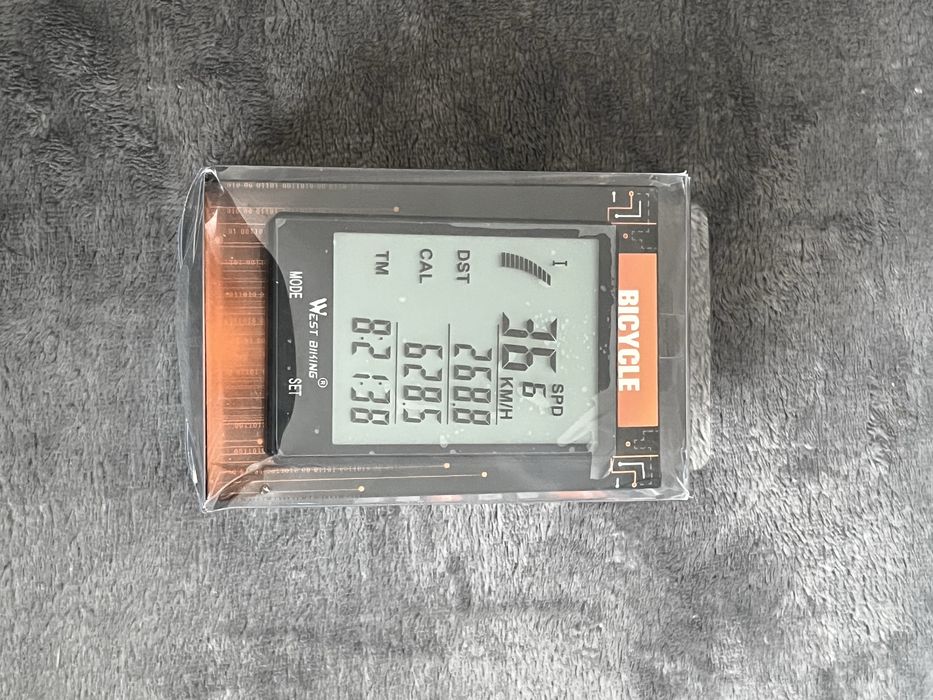 BICYCLE
I
SPD
36.6
KM/H
DST 268.8
CAL 628.5
TM 8:21:38
WEST BIKING®
MODE SET